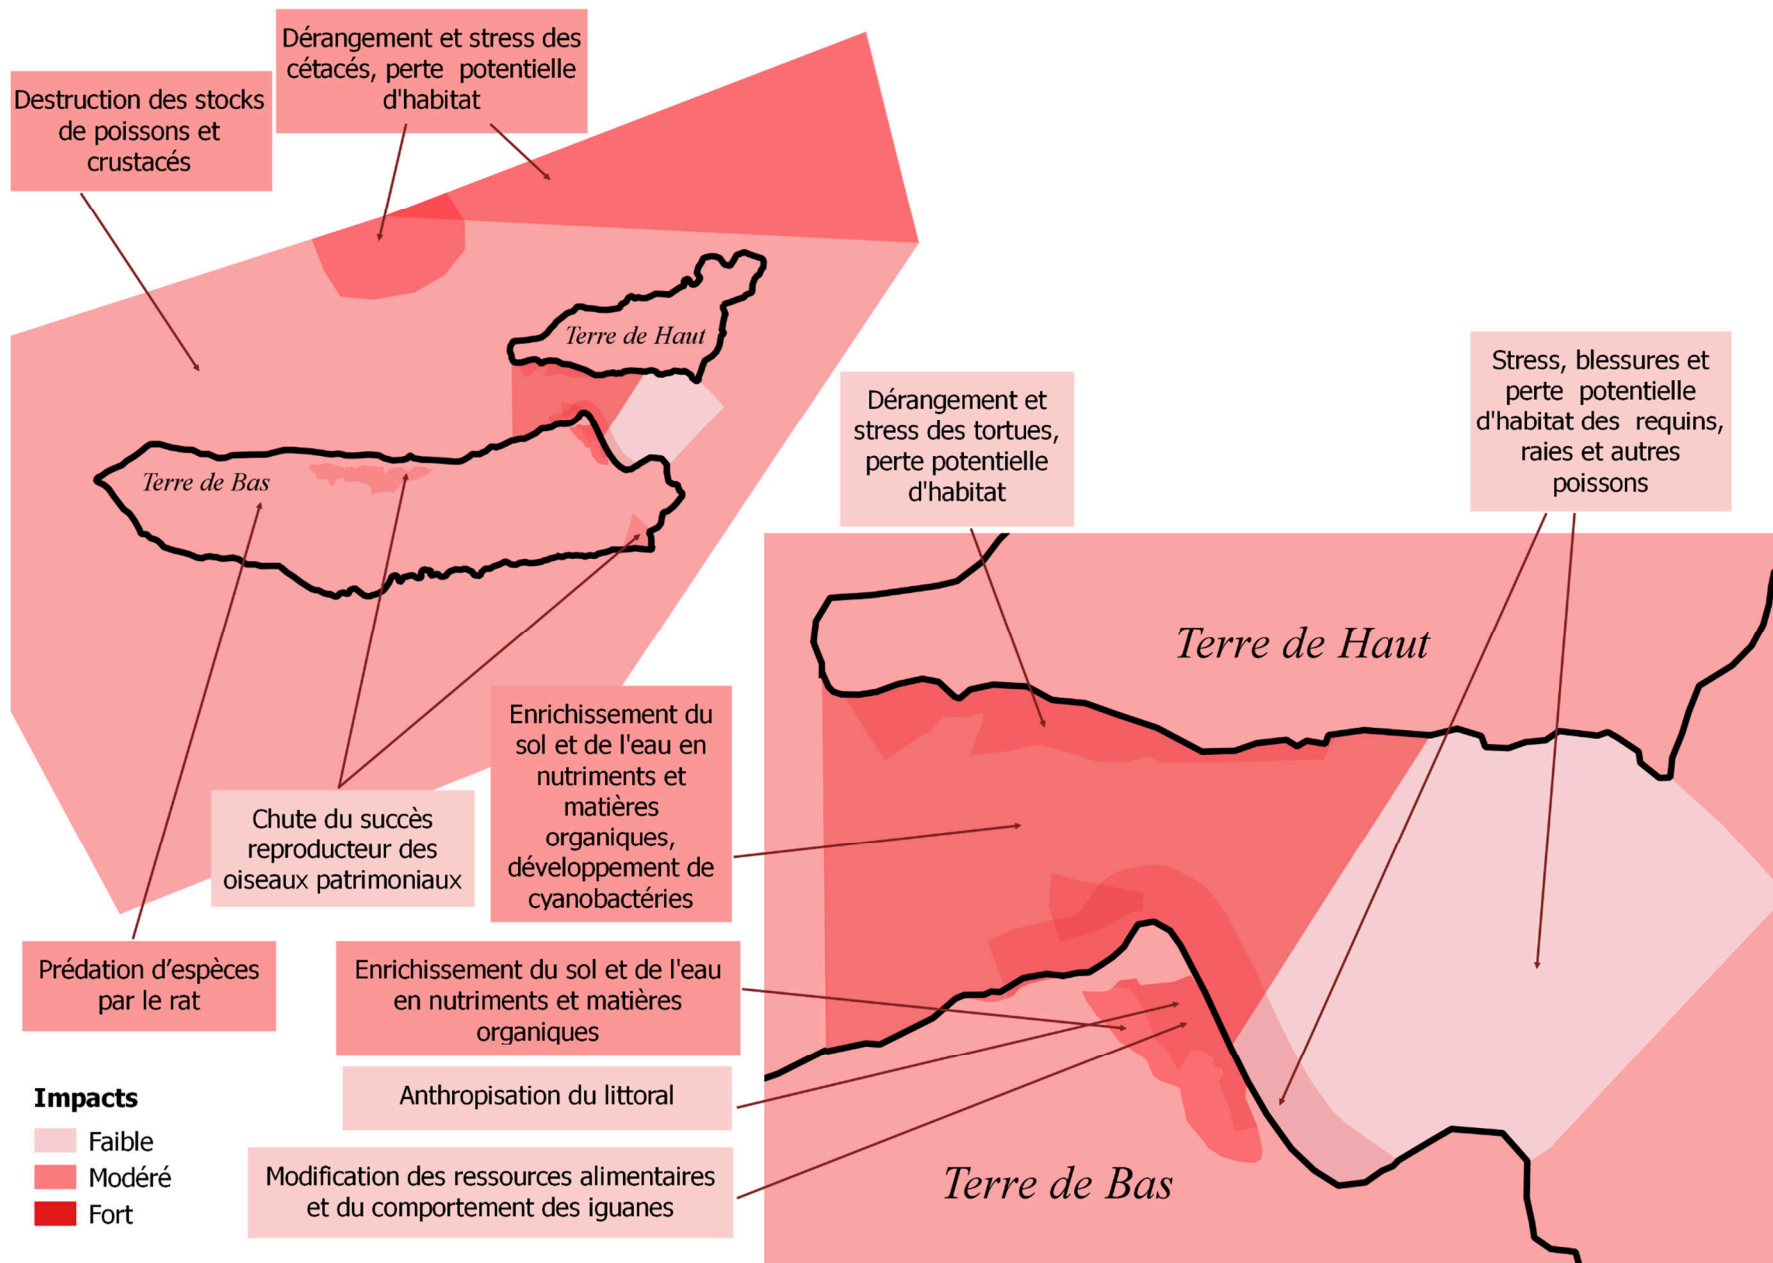 Dérangement et stress des
cétacés, perte potentielle
d'habitat
Destruction des stocks
de poissons et
crustacés
Terre de Haut
Terre de Bas
Stress, blessures et
perte potentielle
d'habitat des requins,
raies et autres
poissons
Dérangement et
stress des tortues,
perte potentielle
d'habitat
Terre de Haut
Enrichissement du
sol et de l'eau en
nutriments et
matières
organiques,
développement de
cyanobactéries
Chute du succès
reproducteur des
oiseaux patrimoniaux
Prédation d’espèces
par le rat
Enrichissement du sol et de l'eau
en nutriments et matières
organiques
Anthropisation du littoral
Modification des ressources alimentaires
et du comportement des iguanes
Terre de Bas
Impacts
Faible
Modéré
Fort